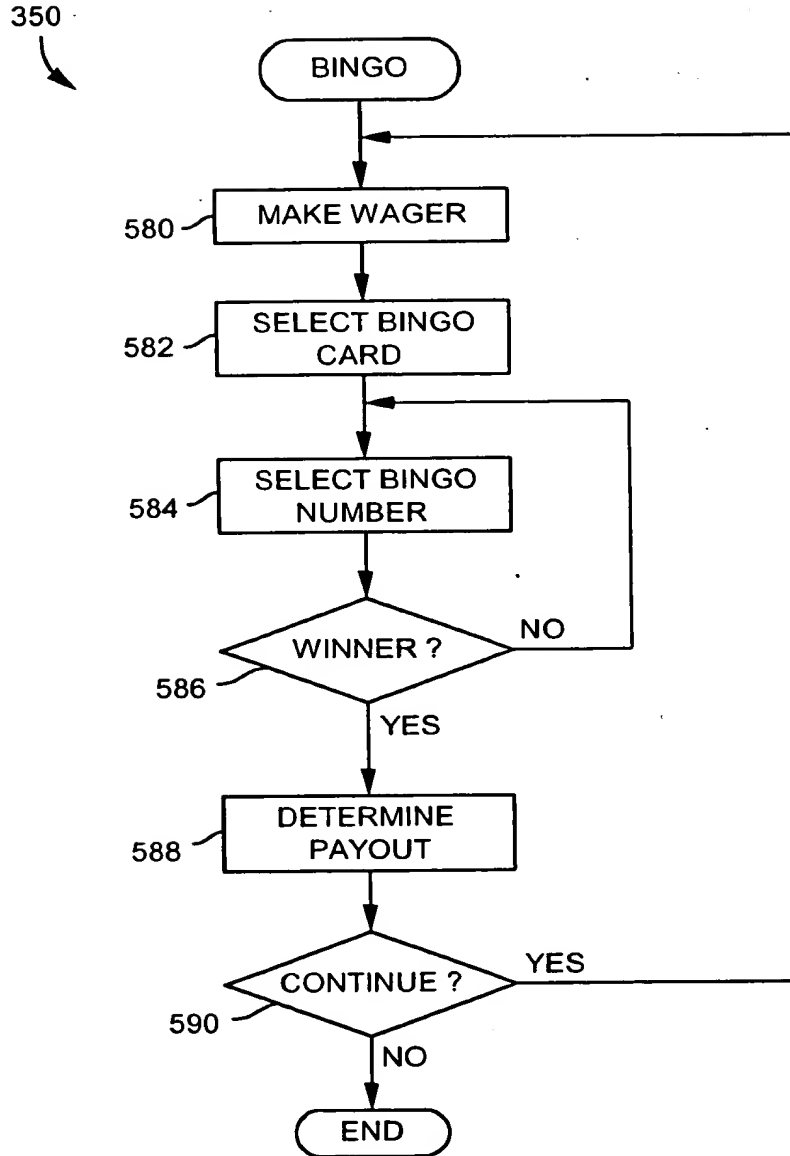 350
BINGO
580
MAKE WAGER
582
SELECT BINGO
CARD
584
SELECT BINGO
NUMBER
586
WINNER ?
NO
YES
588
DETERMINE
PAYOUT
590
CONTINUE ?
YES
NO
END